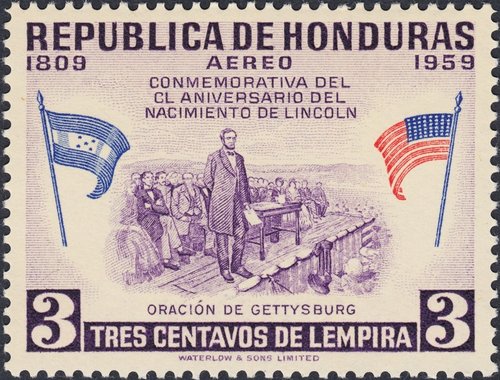 REPUBLICA DE HONDURAS
1809 AEREO 1959
CONMEMORATIVA DEL
CL ANIVERSARIO DEL
NACIMIENTO DE LINCOLN
ORACIÓN DE GETTYSBURG
3 TRES CENTAVOS DE LEMPIRA 3
WATERLOW & SONS LIMITED